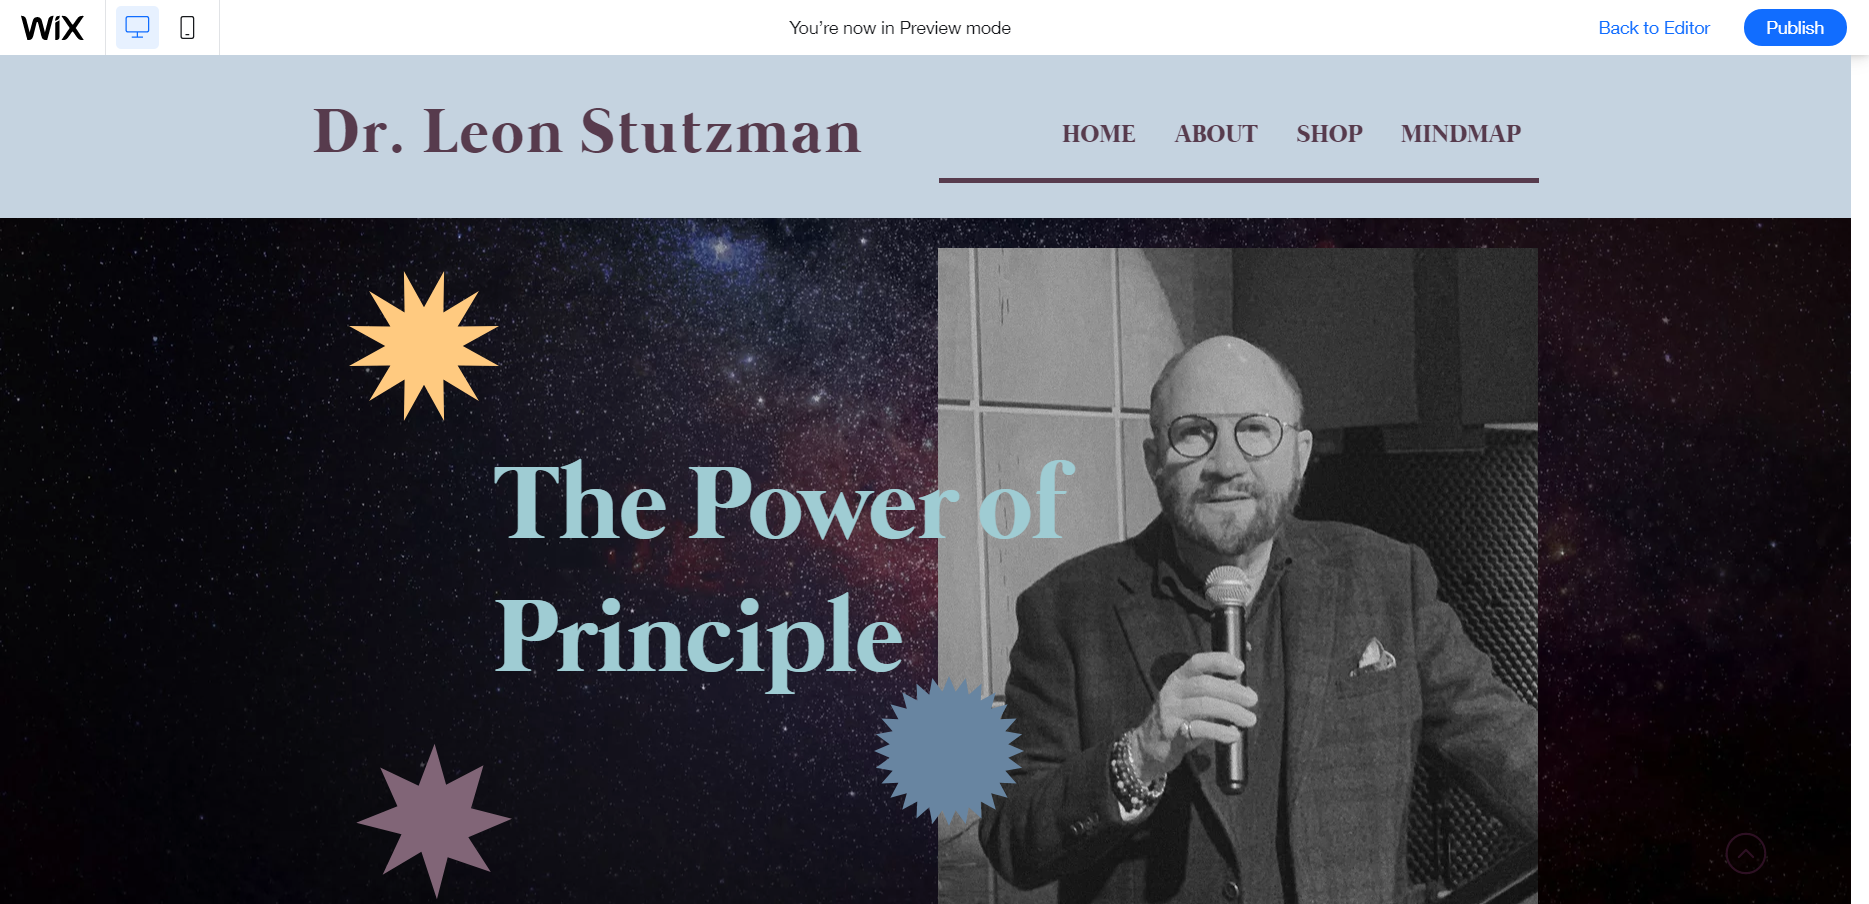 WiX
You're now in Preview mode
Back to Editor
Publish
Dr. Leon Stutzman
HOME
ABOUT
SHOP
MINDMAP
The Power of
Principle